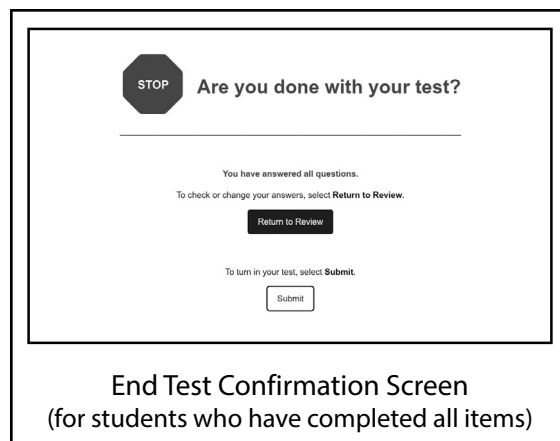 STOP
Are you done with your test?
You have answered all questions.
To check or change your answers, select Return to Review.
Return to Review
To turn in your test, select Submit.
Submit
End Test Confirmation Screen
(for students who have completed all items)